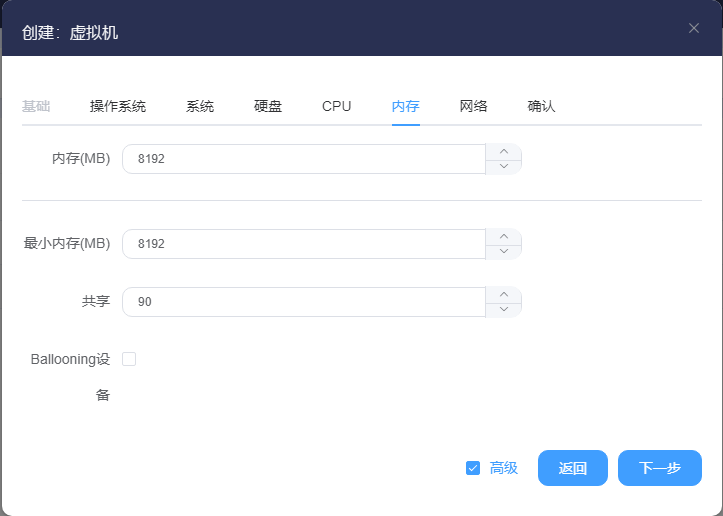 创建：虚拟机
基础 操作系统 系统 硬盘 CPU 内存 网络 确认
内存(MB) 8192
最小内存(MB) 8192
共享 90
Ballooning设
备
高级 返回 下一步